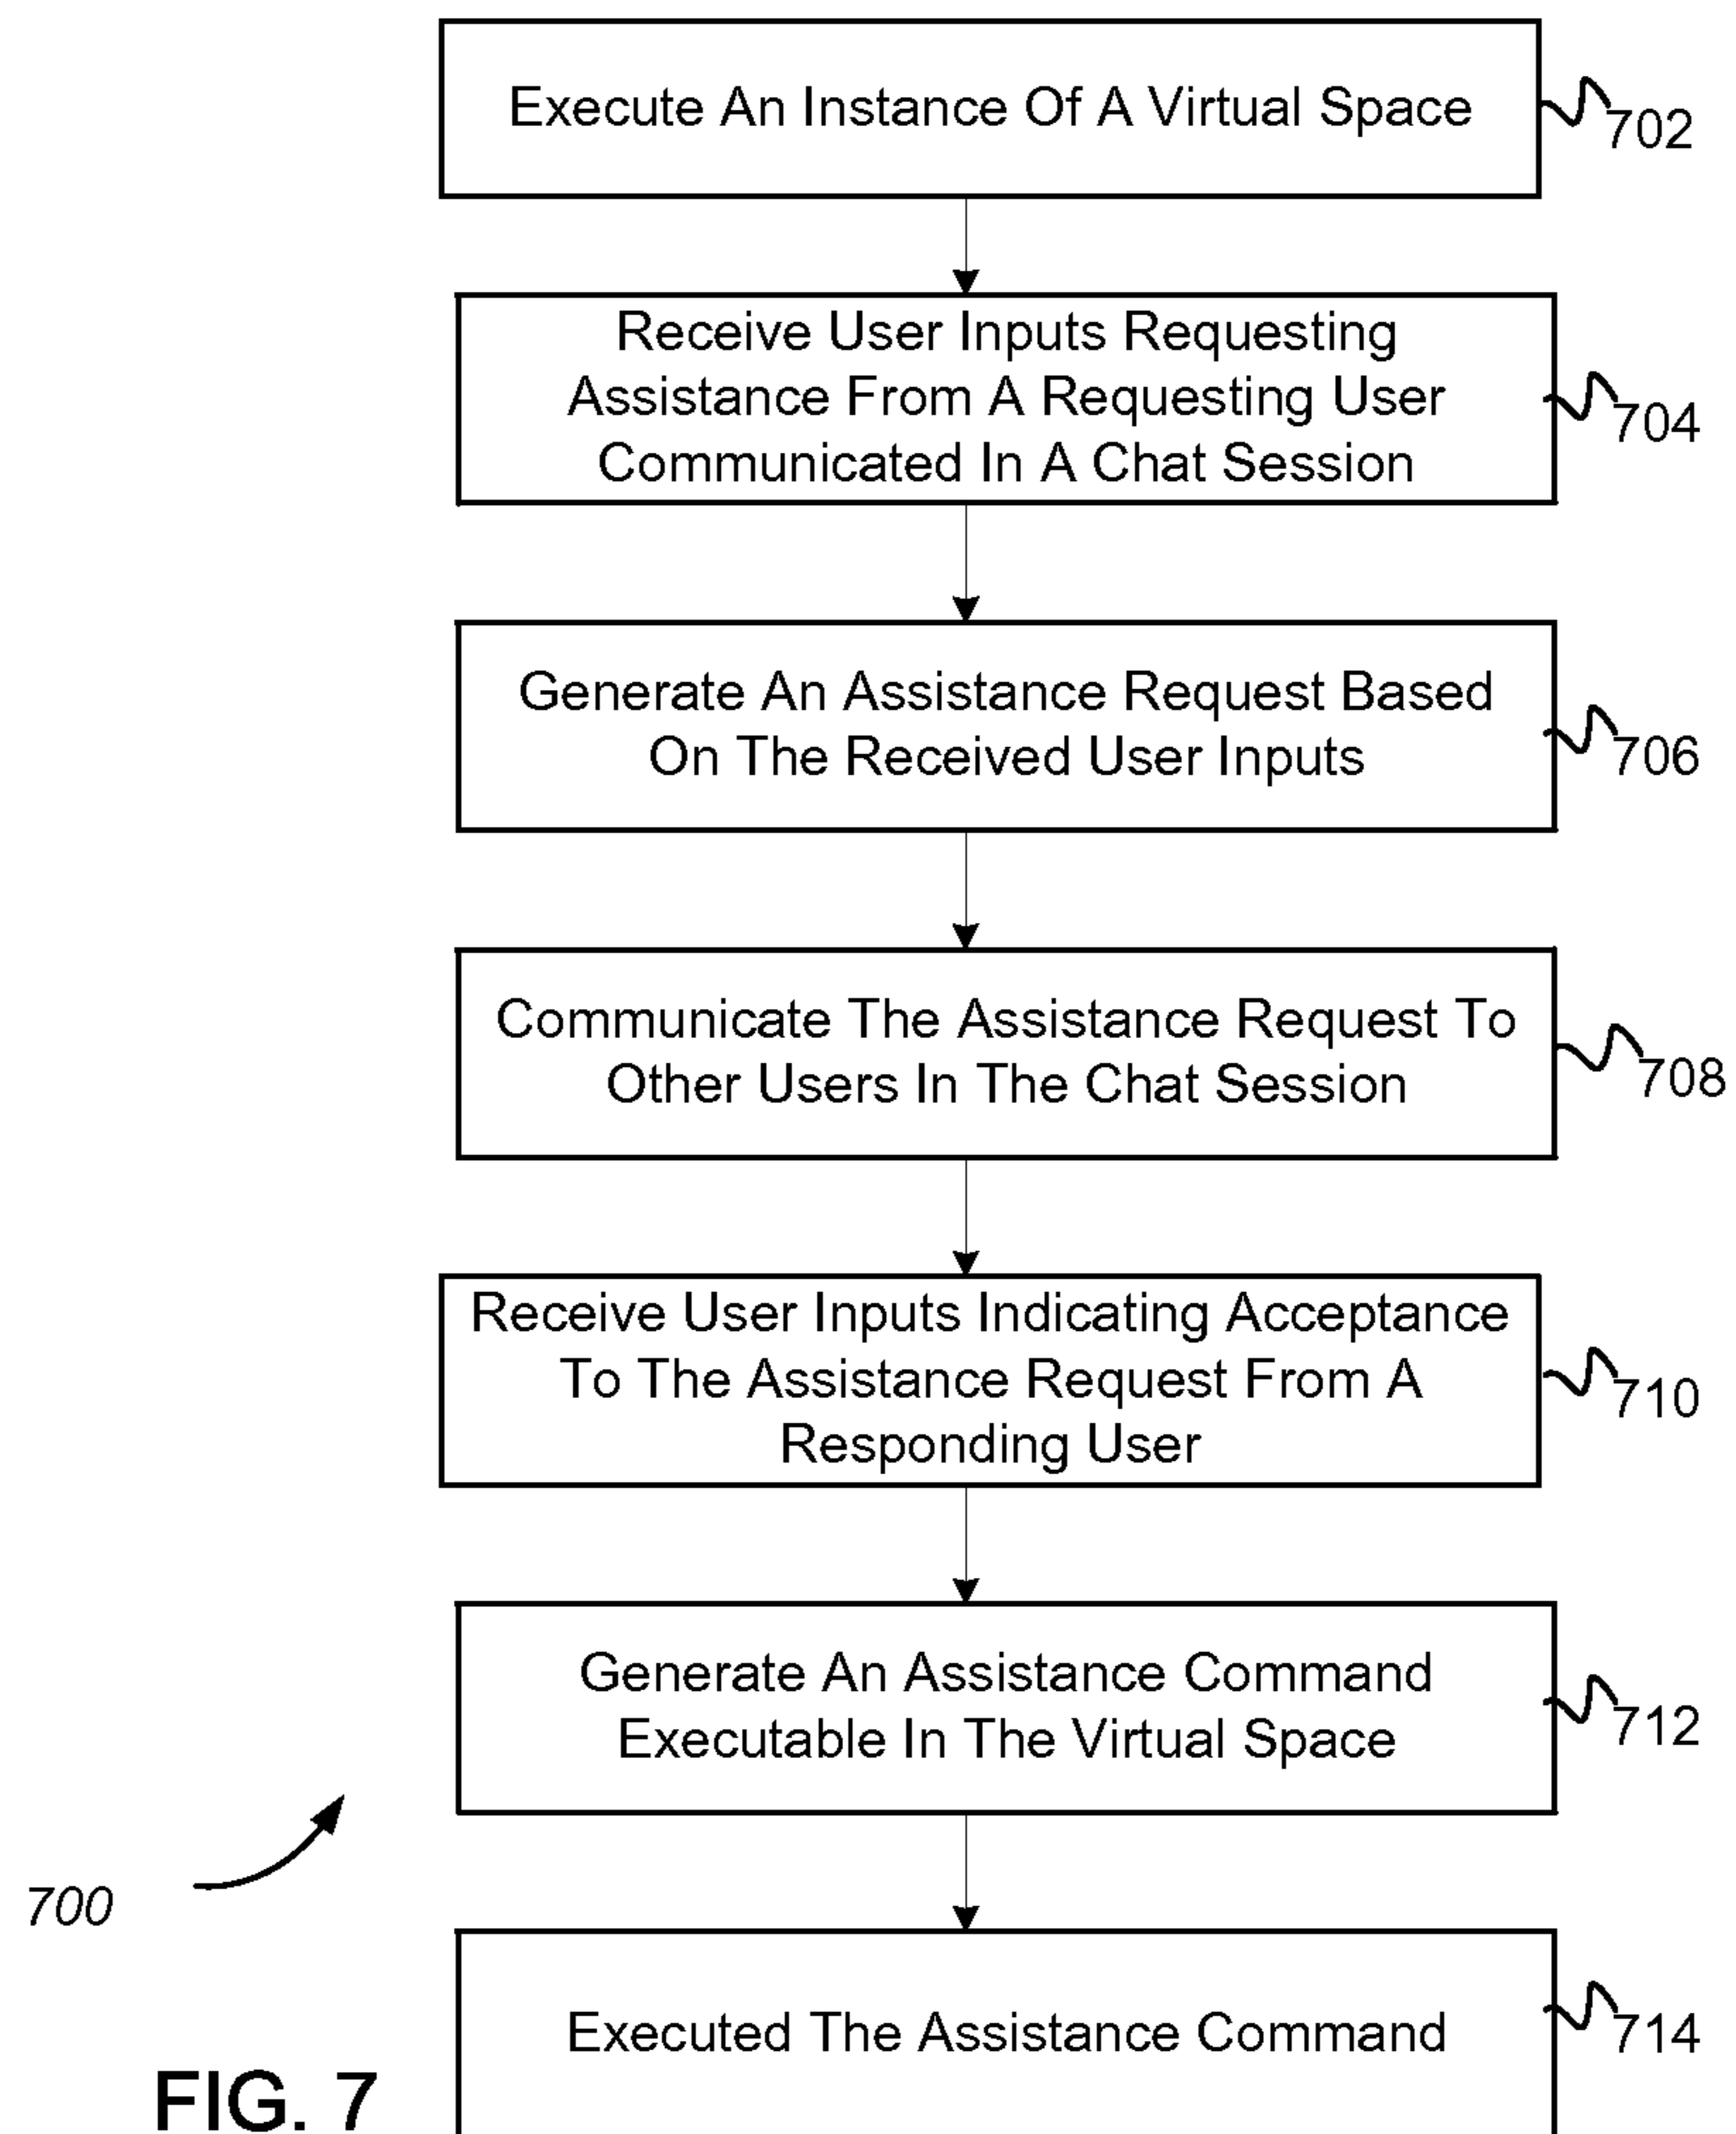 Execute An Instance Of A Virtual Space
702
Receive User Inputs Requesting
Assistance From A Requesting User
Communicated In A Chat Session
704
Generate An Assistance Request Based
On The Received User Inputs
706
Communicate The Assistance Request To
Other Users In The Chat Session
708
Receive User Inputs Indicating Acceptance
To The Assistance Request From A
Responding User
710
Generate An Assistance Command
Executable In The Virtual Space
712
700
Executed The Assistance Command
714
FIG. 7